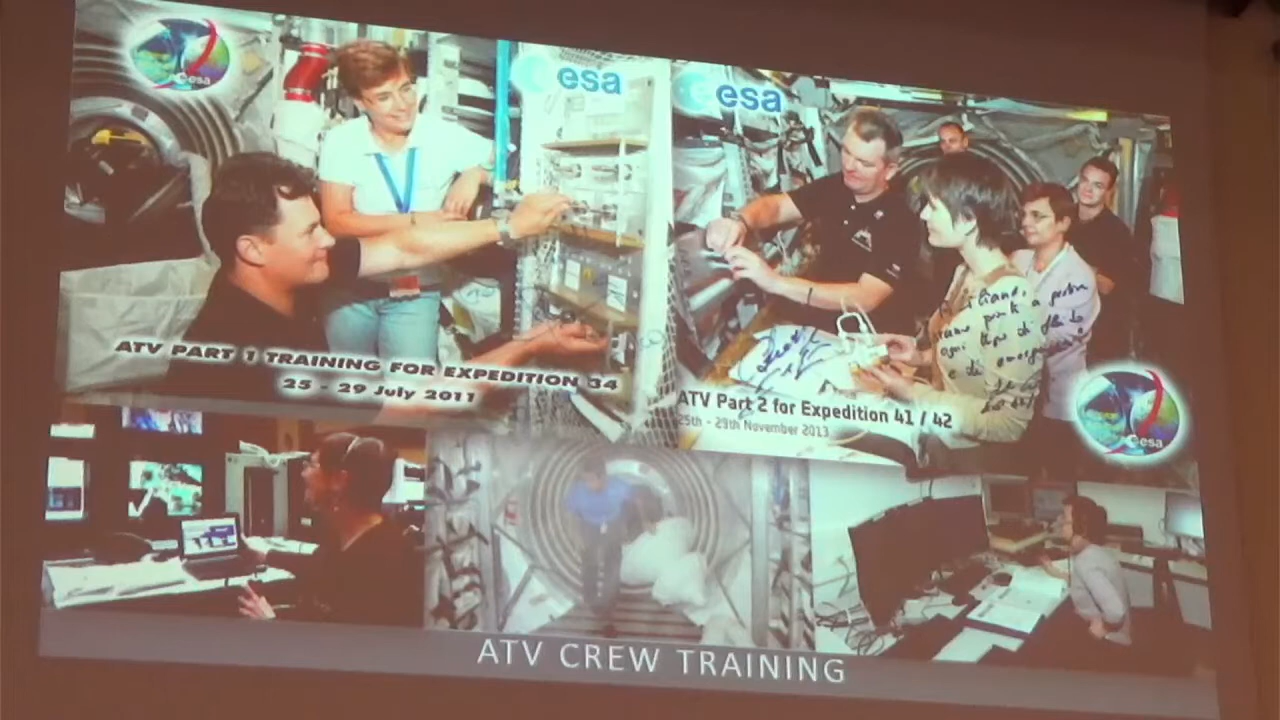 esa
esa
esa
ATV PART 1 TRAINING FOR EXPEDITION 34
25 - 29 July 2011
ATV Part 2 for Expedition 41 / 42
25th - 29th November 2013
esa
ATV CREW TRAINING